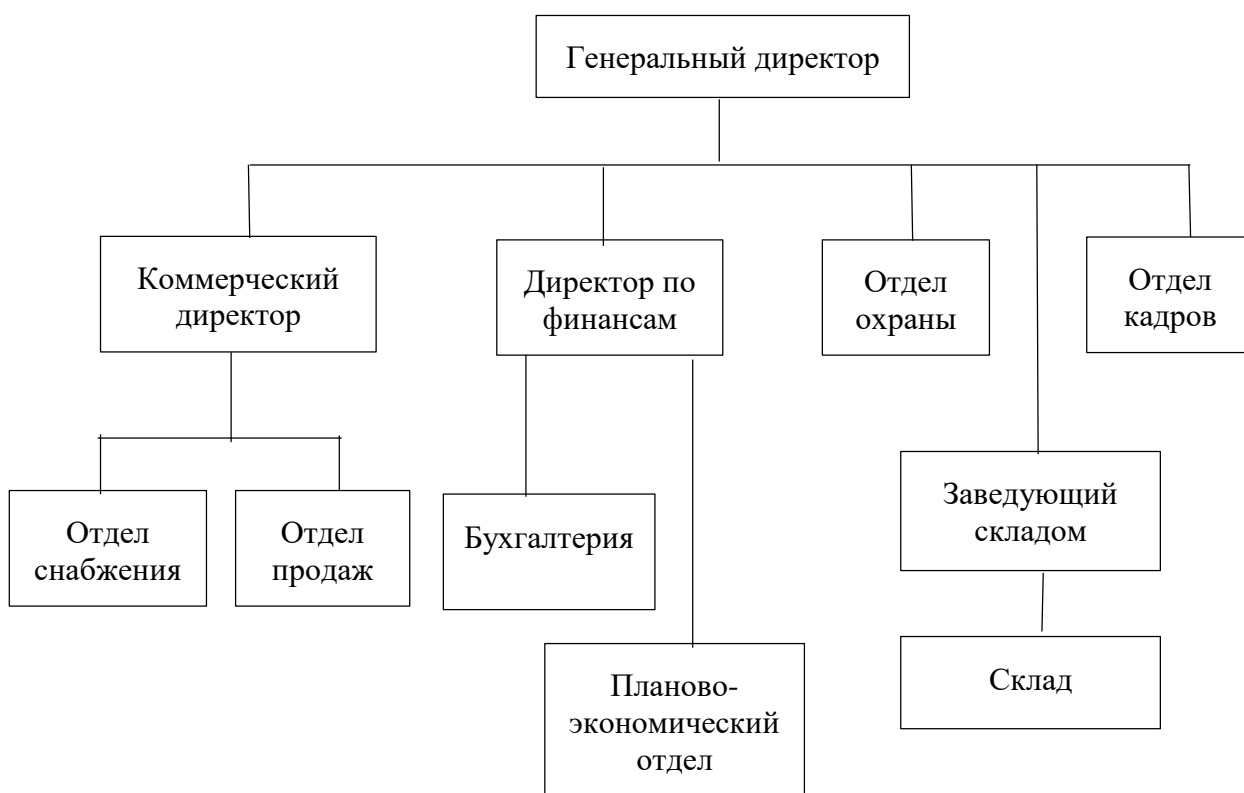 Генеральный директор
Коммерческий
директор
Директор по
финансам
Отдел
охраны
Отдел
кадров
Отдел
снабжения
Отдел
продаж
Бухгалтерия
Заведующий
складом
Планово-
экономический
отдел
Склад